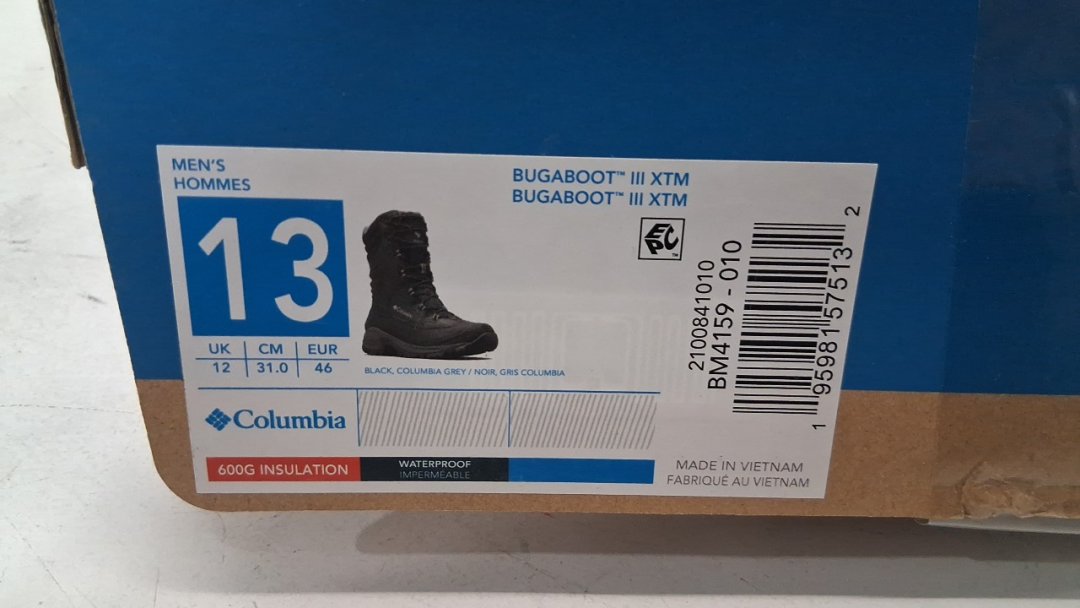 MEN'S
HOMMES
13
UK CM EUR
12 31.0 46
BUGABOOT™ III XTM
BUGABOOT™ III XTM
EPC™
BLACK, COLUMBIA GREY / NOIR, GRIS COLUMBIA
2100841010
BM4159 - 010
1 95981 57513 2
Columbia
600G INSULATION
WATERPROOF
IMPERMÉABLE
MADE IN VIETNAM
FABRIQUÉ AU VIETNAM